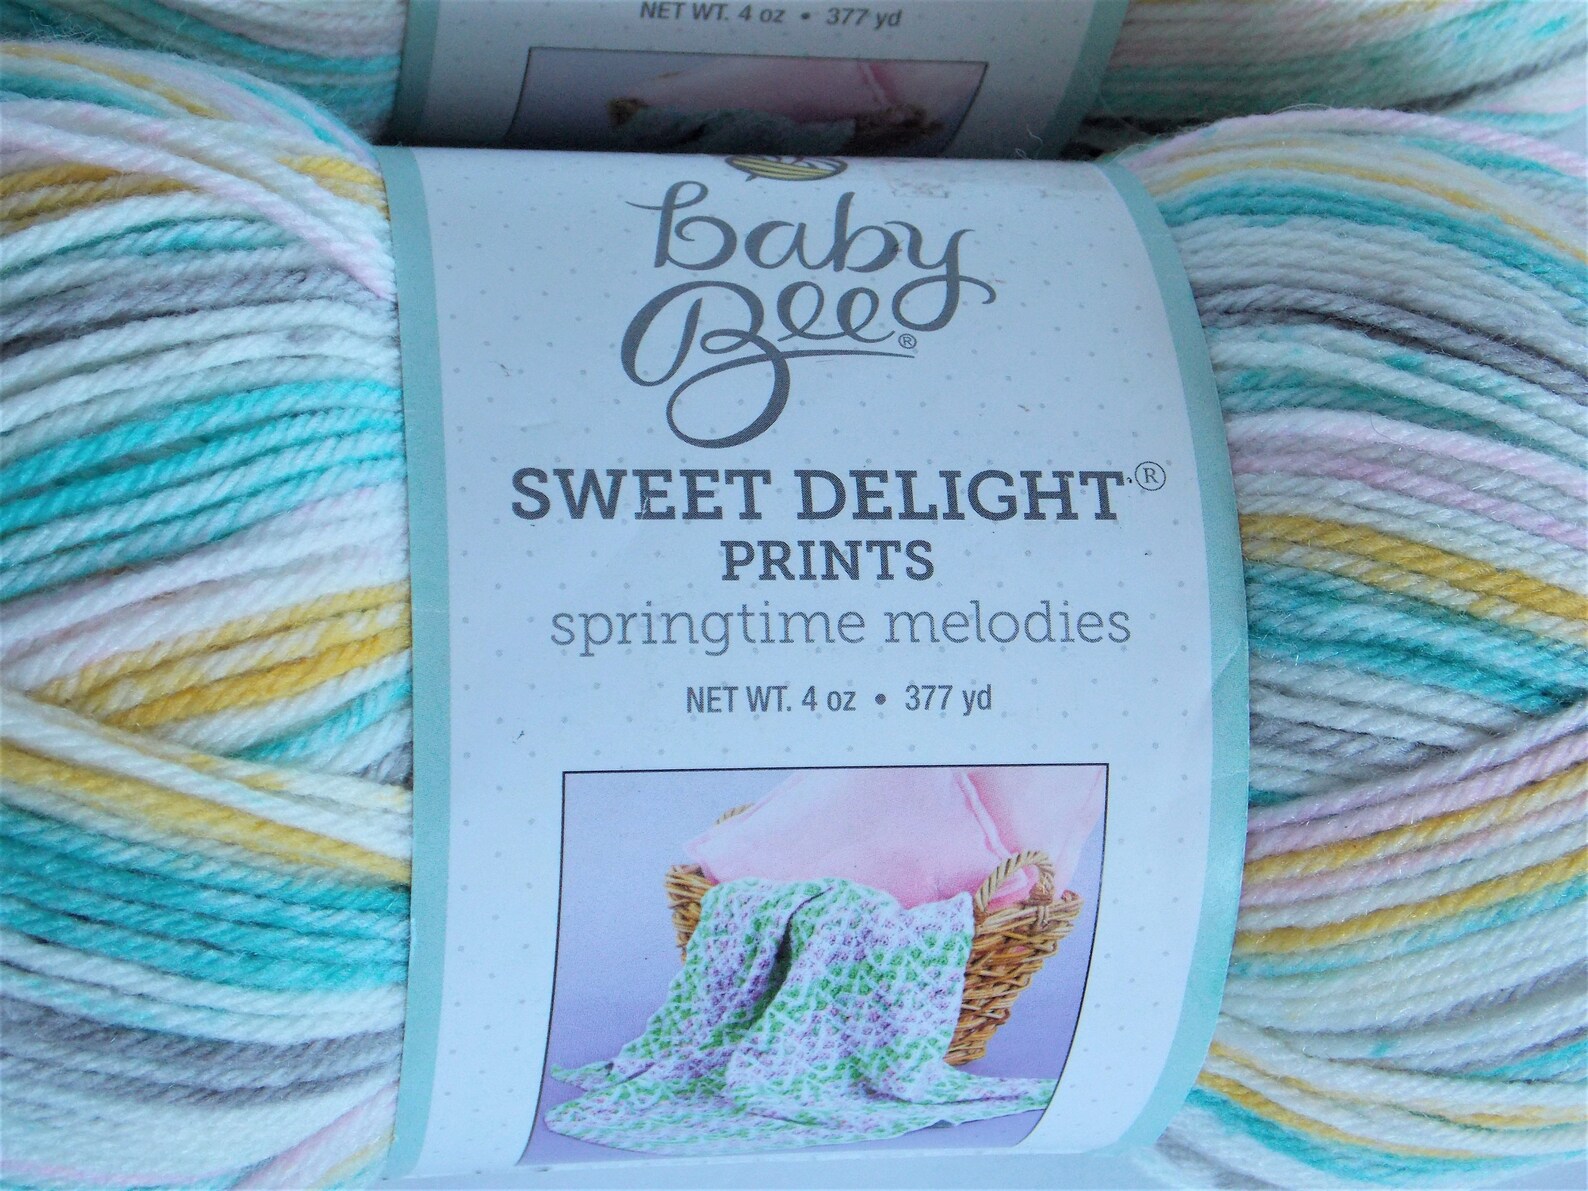 NET WT. 4 oz • 377 yd
baby
Bee®
SWEET DELIGHT®
PRINTS
springtime melodies
NET WT. 4 oz • 377 yd